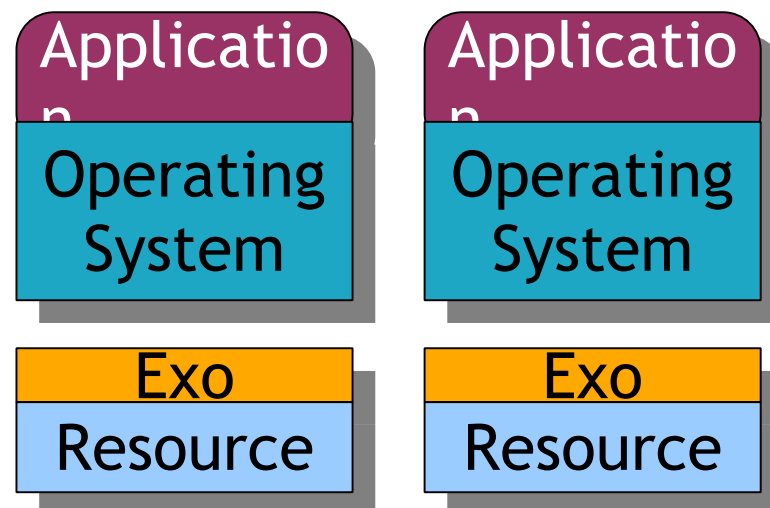 Applicatio
n
Operating
System
Exo
Resource
Applicatio
n
Operating
System
Exo
Resource